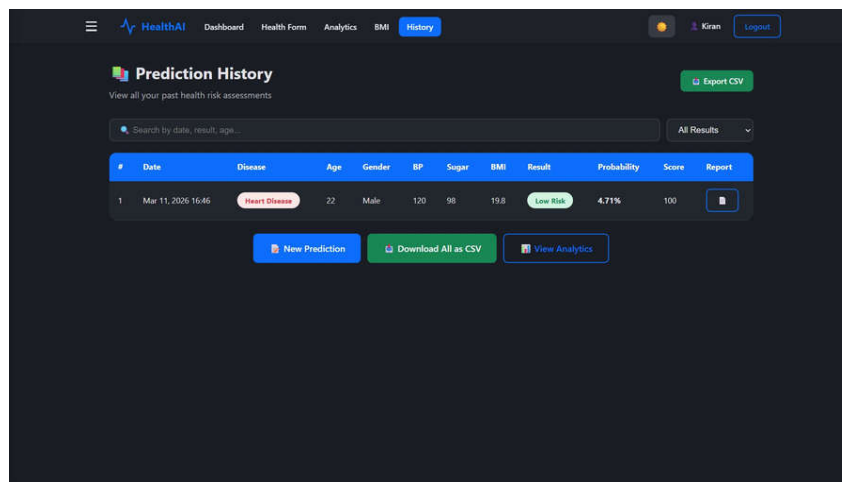 HealthAI Dashboard Health Form Analytics BMI History Kiran Logout
Prediction History
Export CSV
View all your past health risk assessments
Search by date, result, age...
All Results
# Date Disease Age Gender BP Sugar BMI Result Probability Score Report
1 Mar 11, 2026 16:46 Heart Disease 22 Male 120 98 19.8 Low Risk 4.71% 100
New Prediction Download All as CSV View Analytics